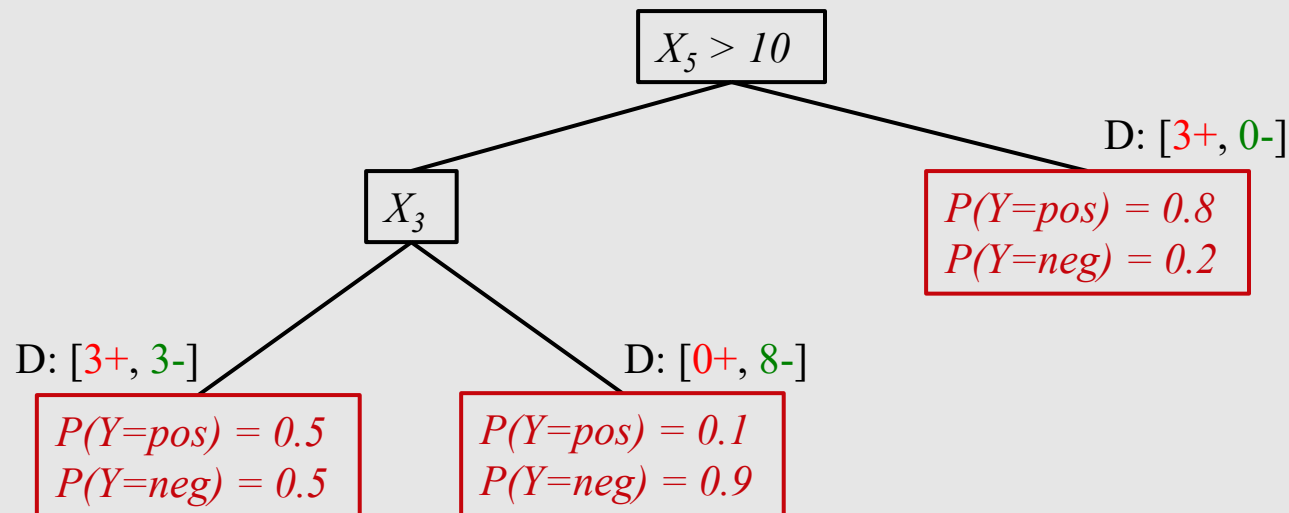 X₅ > 10
D: [3+, 0-]
P(Y=pos) = 0.8
P(Y=neg) = 0.2
X₃
D: [3+, 3-]
P(Y=pos) = 0.5
P(Y=neg) = 0.5
D: [0+, 8-]
P(Y=pos) = 0.1
P(Y=neg) = 0.9